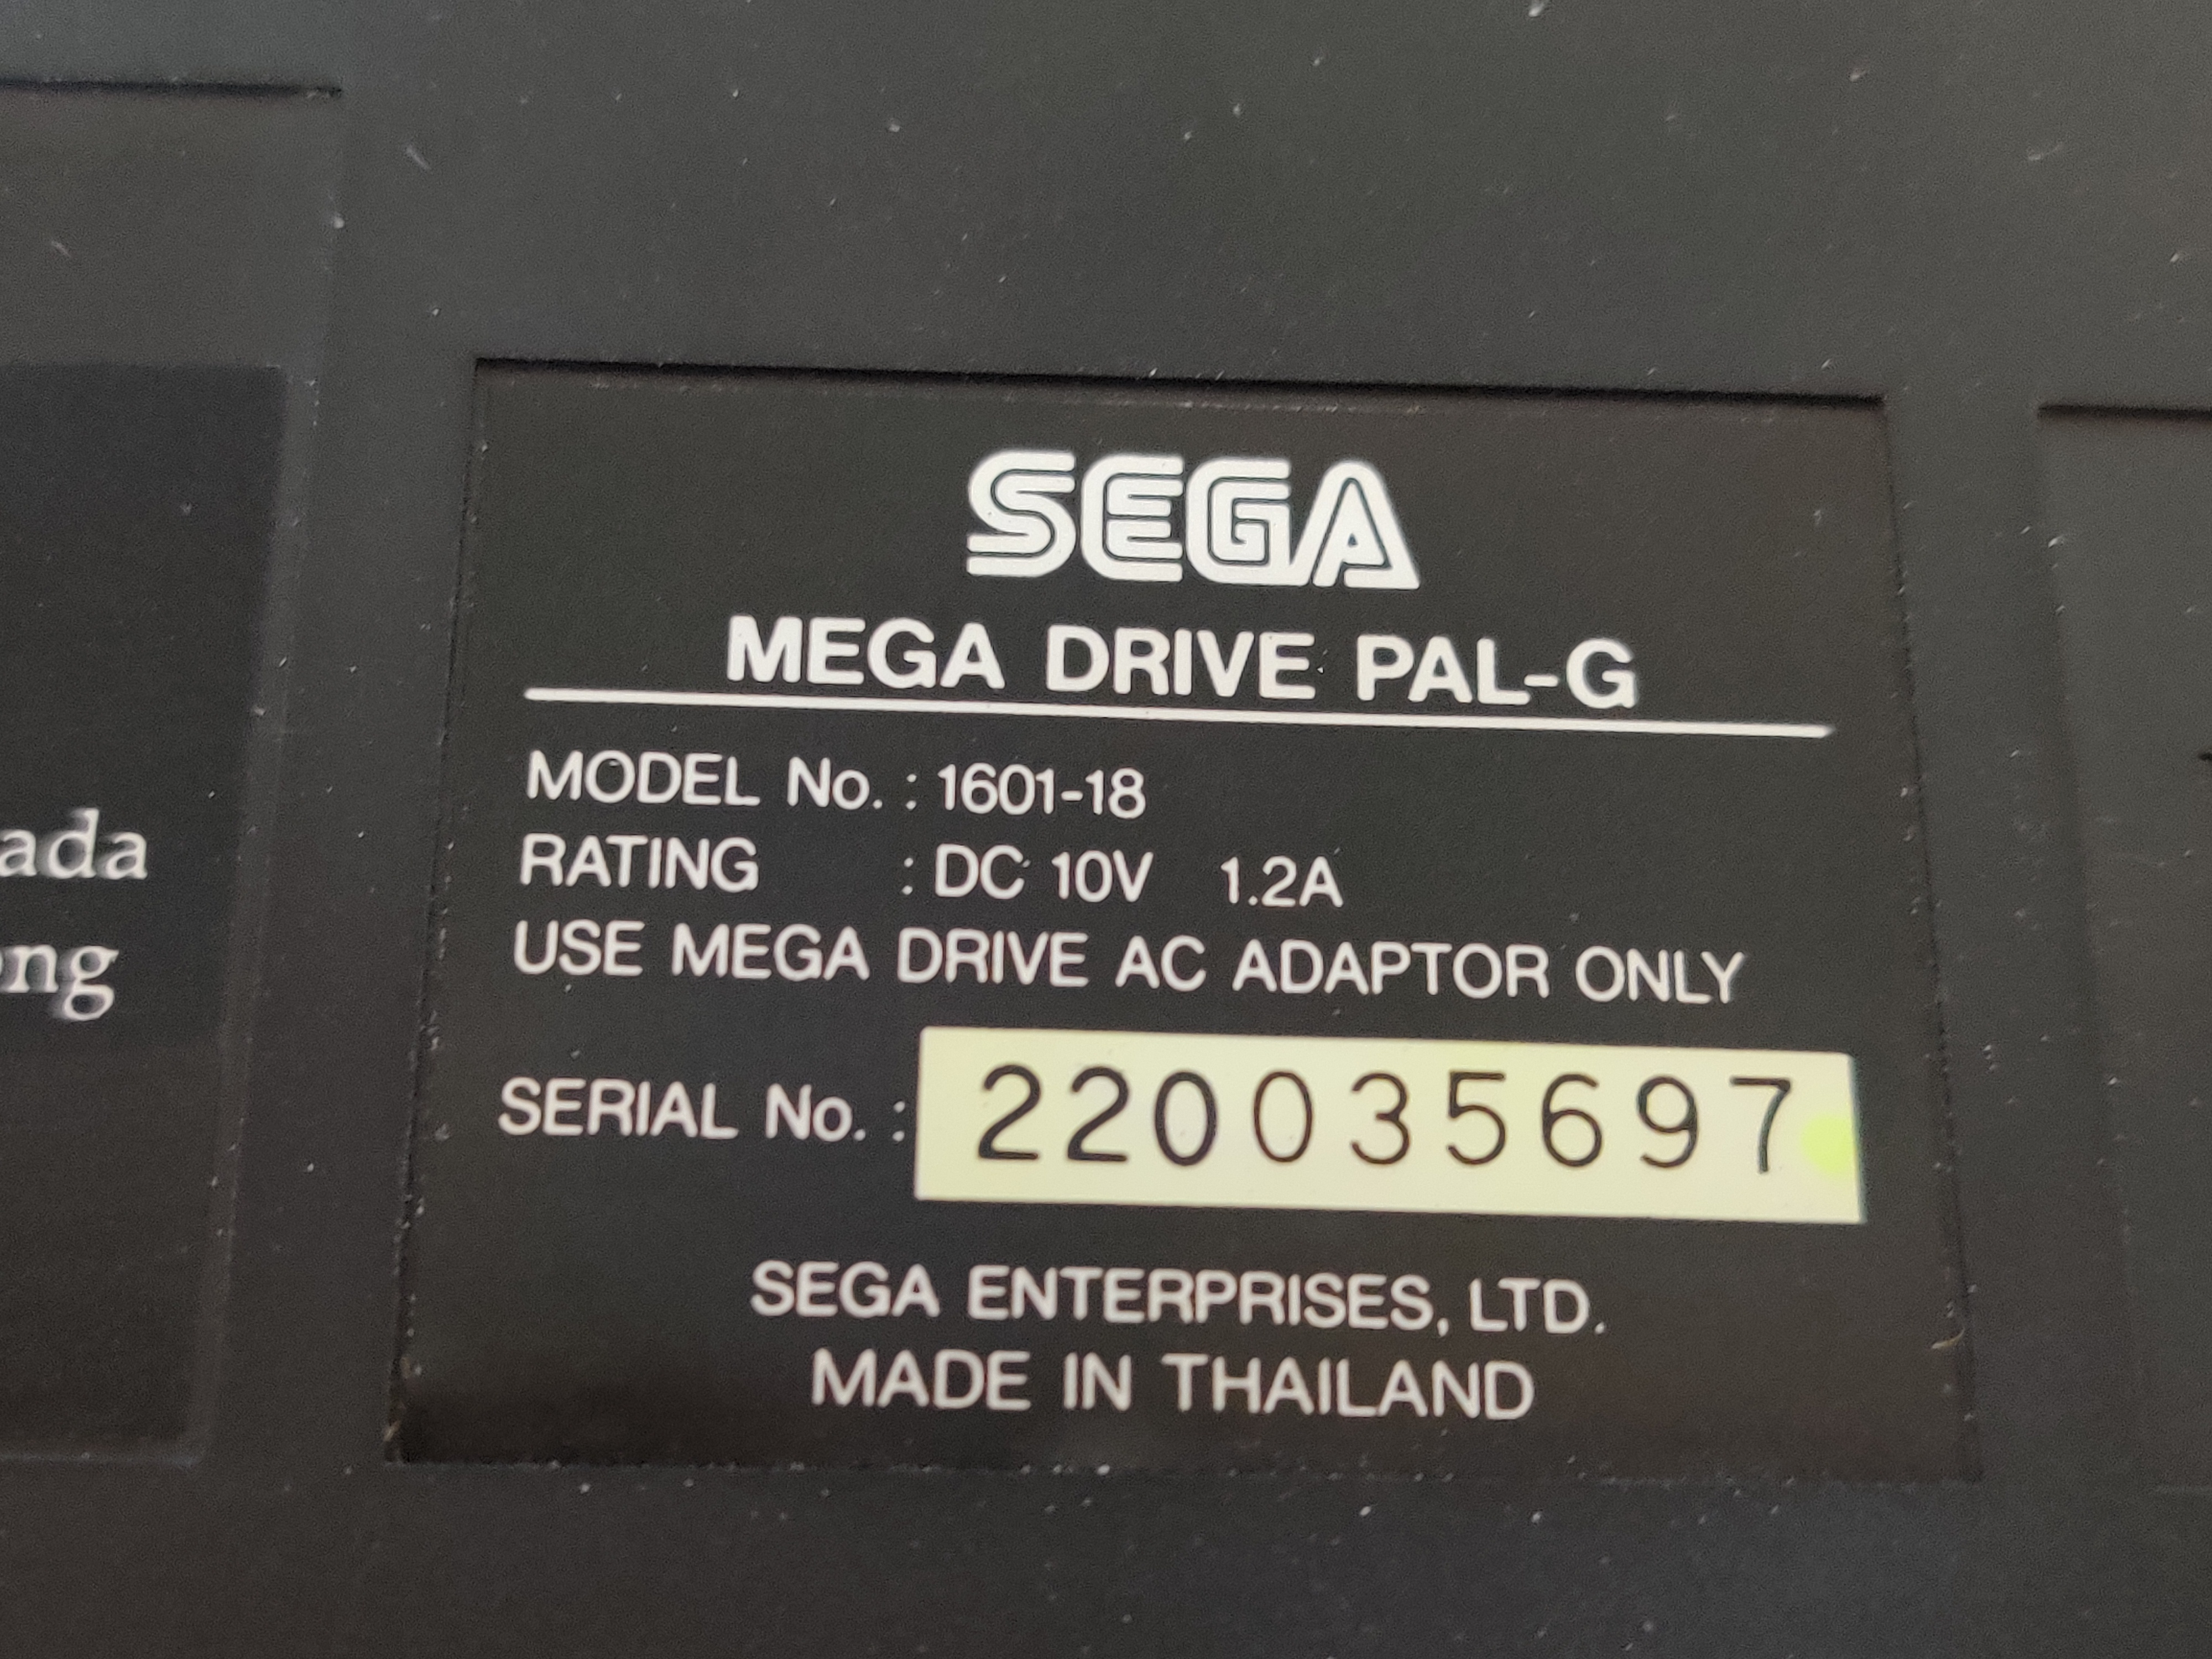 SEGA
MEGA DRIVE PAL-G
MODEL No. : 1601-18
RATING : DC 10V 1.2A
USE MEGA DRIVE AC ADAPTOR ONLY
SERIAL No. : 220035697
SEGA ENTERPRISES, LTD.
MADE IN THAILAND